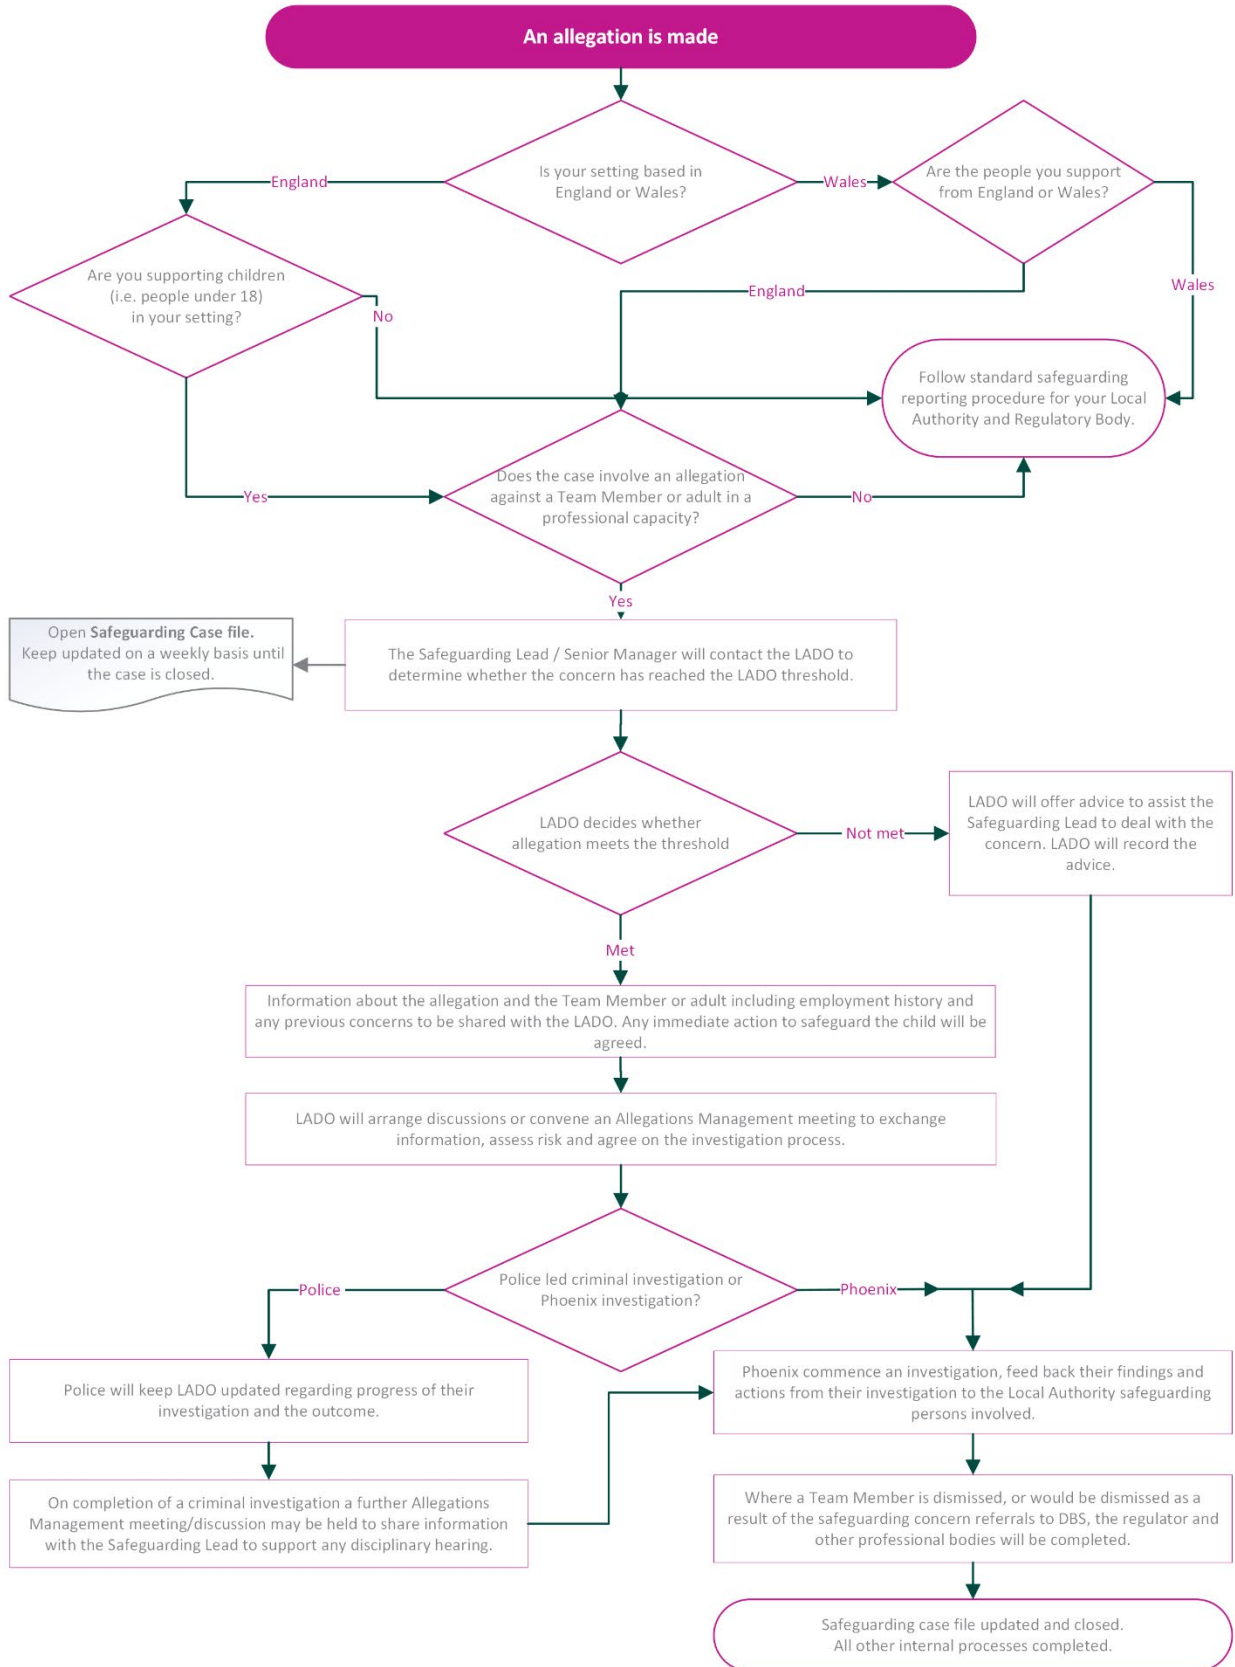 An allegation is made
Is your setting based in
England or Wales?
England
Wales
Are the people you support
from England or Wales?
Are you supporting children
(i.e. people under 18)
in your setting?
England
Wales
No
Follow standard safeguarding
reporting procedure for your Local
Authority and Regulatory Body.
Does the case involve an allegation
against a Team Member or adult in a
professional capacity?
Yes
No
Yes
Open Safeguarding Case file.
Keep updated on a weekly basis until
the case is closed.
The Safeguarding Lead / Senior Manager will contact the LADO to
determine whether the concern has reached the LADO threshold.
LADO decides whether
allegation meets the threshold
Not met
LADO will offer advice to assist the
Safeguarding Lead to deal with the
concern. LADO will record the
advice.
Met
Information about the allegation and the Team Member or adult including employment history and
any previous concerns to be shared with the LADO. Any immediate action to safeguard the child will be
agreed.
LADO will arrange discussions or convene an Allegations Management meeting to exchange
information, assess risk and agree on the investigation process.
Police led criminal investigation or
Phoenix investigation?
Police
Phoenix
Police will keep LADO updated regarding progress of their
investigation and the outcome.
Phoenix commence an investigation, feed back their findings and
actions from their investigation to the Local Authority safeguarding
persons involved.
On completion of a criminal investigation a further Allegations
Management meeting/discussion may be held to share information
with the Safeguarding Lead to support any disciplinary hearing.
Where a Team Member is dismissed, or would be dismissed as a
result of the safeguarding concern referrals to DBS, the regulator and
other professional bodies will be completed.
Safeguarding case file updated and closed.
All other internal processes completed.